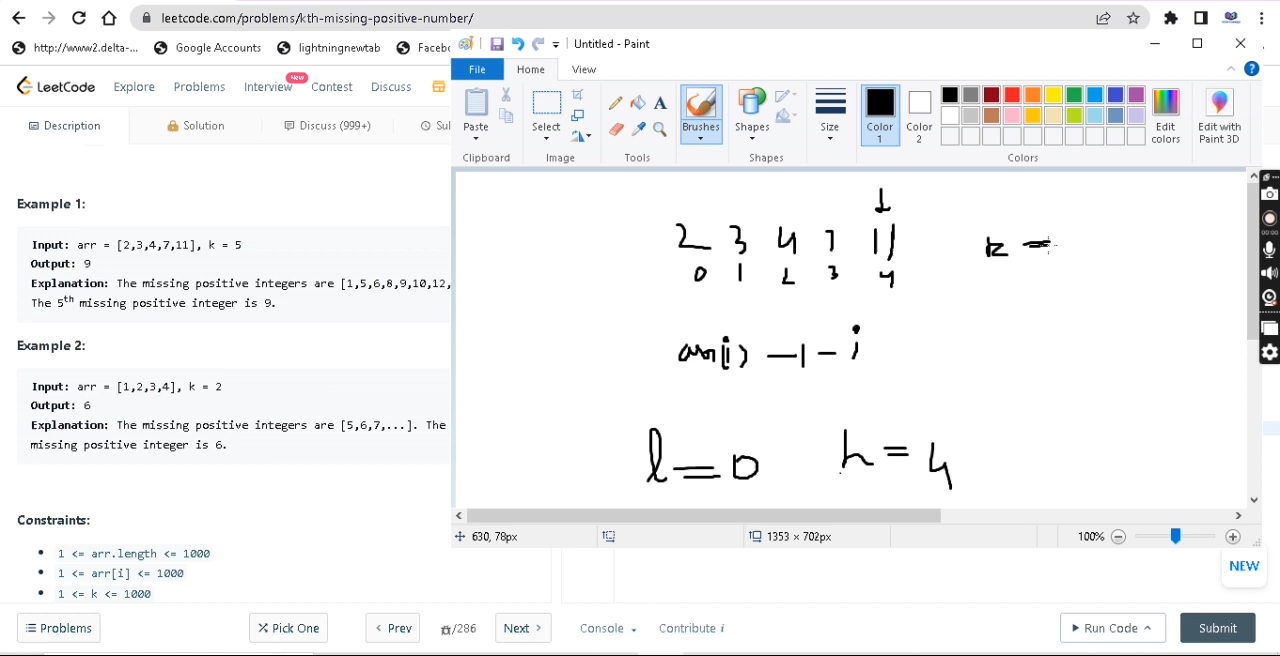 leetcode.com/problems/kth-missing-positive-number/
http://www2.delta-... Google Accounts lightningnewtab Faceb
Untitled - Paint
File Home View
LeetCode Explore Problems Interview New Contest Discuss
Paste Select Brushes Shapes Size Color 1 Color 2 Edit colors Edit with Paint 3D
Clipboard Image Tools Shapes Colors
Description Solution Discuss (999+) Su
Example 1:
Input: arr = [2,3,4,7,11], k = 5
Output: 9
Explanation: The missing positive integers are [1,5,6,8,9,10,12,
The 5th missing positive integer is 9.
Example 2:
Input: arr = [1,2,3,4], k = 2
Output: 6
Explanation: The missing positive integers are [5,6,7,...]. The
missing positive integer is 6.
Constraints:
1 <= arr.length <= 1000
1 <= arr[i] <= 1000
1 <= k <= 1000
2 3 4 7 11 k =
0 1 2 3 4
arr[i] - 1 - i
l = 0 h = 4
630, 78px 1353 × 702px 100%
NEW
00:00
Problems Pick One Prev /286 Next Console Contribute i Run Code Submit